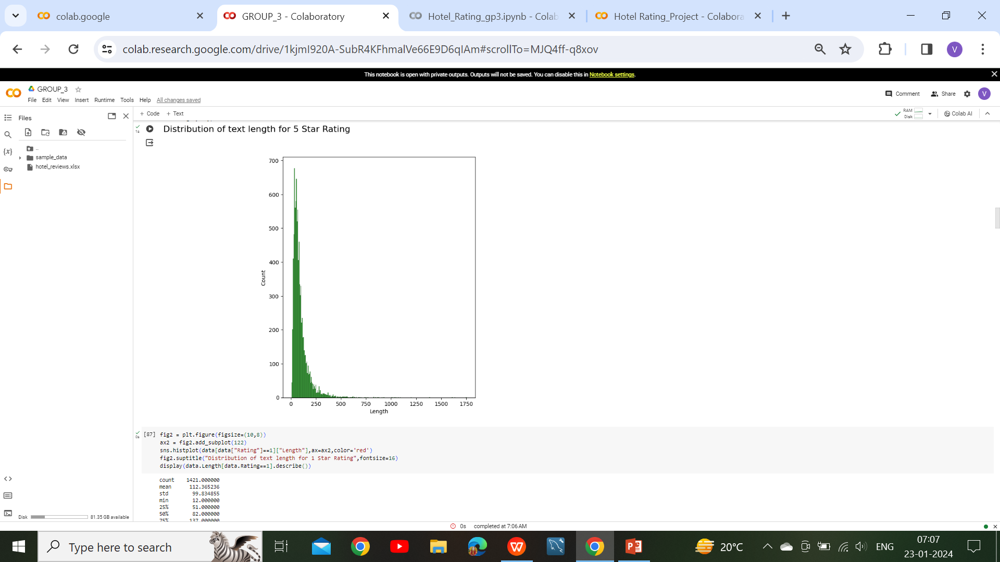 colab.google
GROUP_3 - Colaboratory
Hotel_Rating_gp3.ipynb - Colab
Hotel Rating_Project - Colabora
colab.research.google.com/drive/1kjmI920A-SubR4KFhmalVe66E9D6qIAm#scrollTo=MJQ4ff-q8xov
V
This notebook is open with private outputs. Outputs will not be saved. You can disable this in Notebook settings.
GROUP_3
File Edit View Insert Runtime Tools Help All changes saved
Comment Share V
Files
+ Code + Text
RAM
Disk
Colab AI
{x}
..
sample_data
hotel_reviews.xlsx
1s
Distribution of text length for 5 Star Rating
700
600
500
400
300
200
100
0
Count
0 250 500 750 1000 1250 1500 1750
Length
0s
[87] fig2 = plt.figure(figsize=(10,8))
ax2 = fig2.add_subplot(122)
sns.histplot(data[data["Rating"]==1]["Length"],ax=ax2,color='red')
fig2.suptitle("Distribution of text length for 1 Star Rating",fontsize=16)
display(data.Length[data.Rating==1].describe())
count 1421.000000
mean 112.365236
std 99.834855
min 12.000000
25% 51.000000
50% 82.000000
75% 137.000000
Disk 81.35 GB available
0s completed at 7:06 AM
Type here to search
20°C
ENG
07:07
23-01-2024